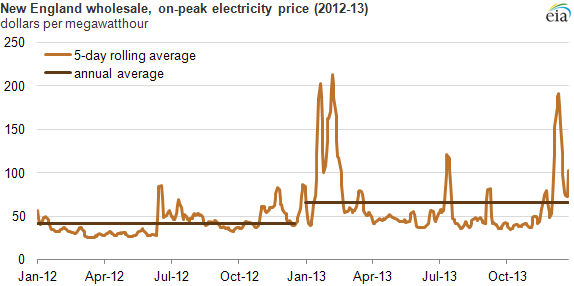 New England wholesale, on-peak electricity price (2012-13)
dollars per megawatthour
eia
250
5-day rolling average
annual average
200
150
100
50
0
Jan-12 Apr-12 Jul-12 Oct-12 Jan-13 Apr-13 Jul-13 Oct-13